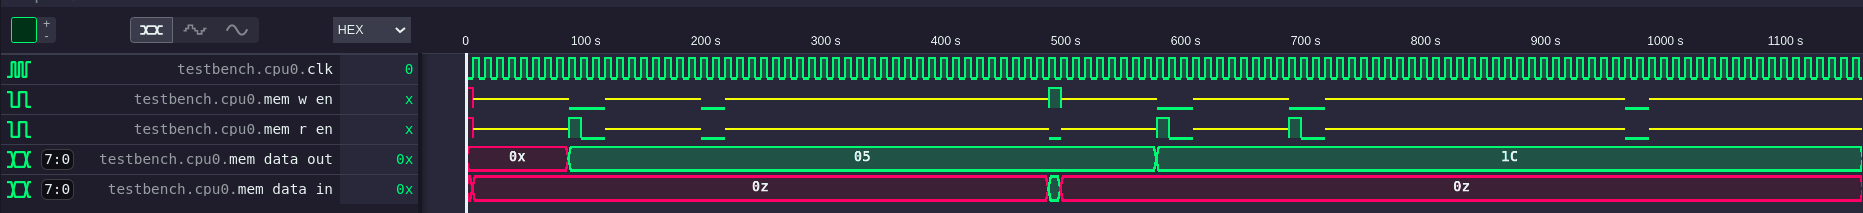 +
-
HEX
0 100 s 200 s 300 s 400 s 500 s 600 s 700 s 800 s 900 s 1000 s 1100 s
testbench.cpu0.clk 0
testbench.cpu0.mem w en x
testbench.cpu0.mem r en x
7:0 testbench.cpu0.mem data out 0x 0x 05 1C
7:0 testbench.cpu0.mem data in 0x 0z 0z